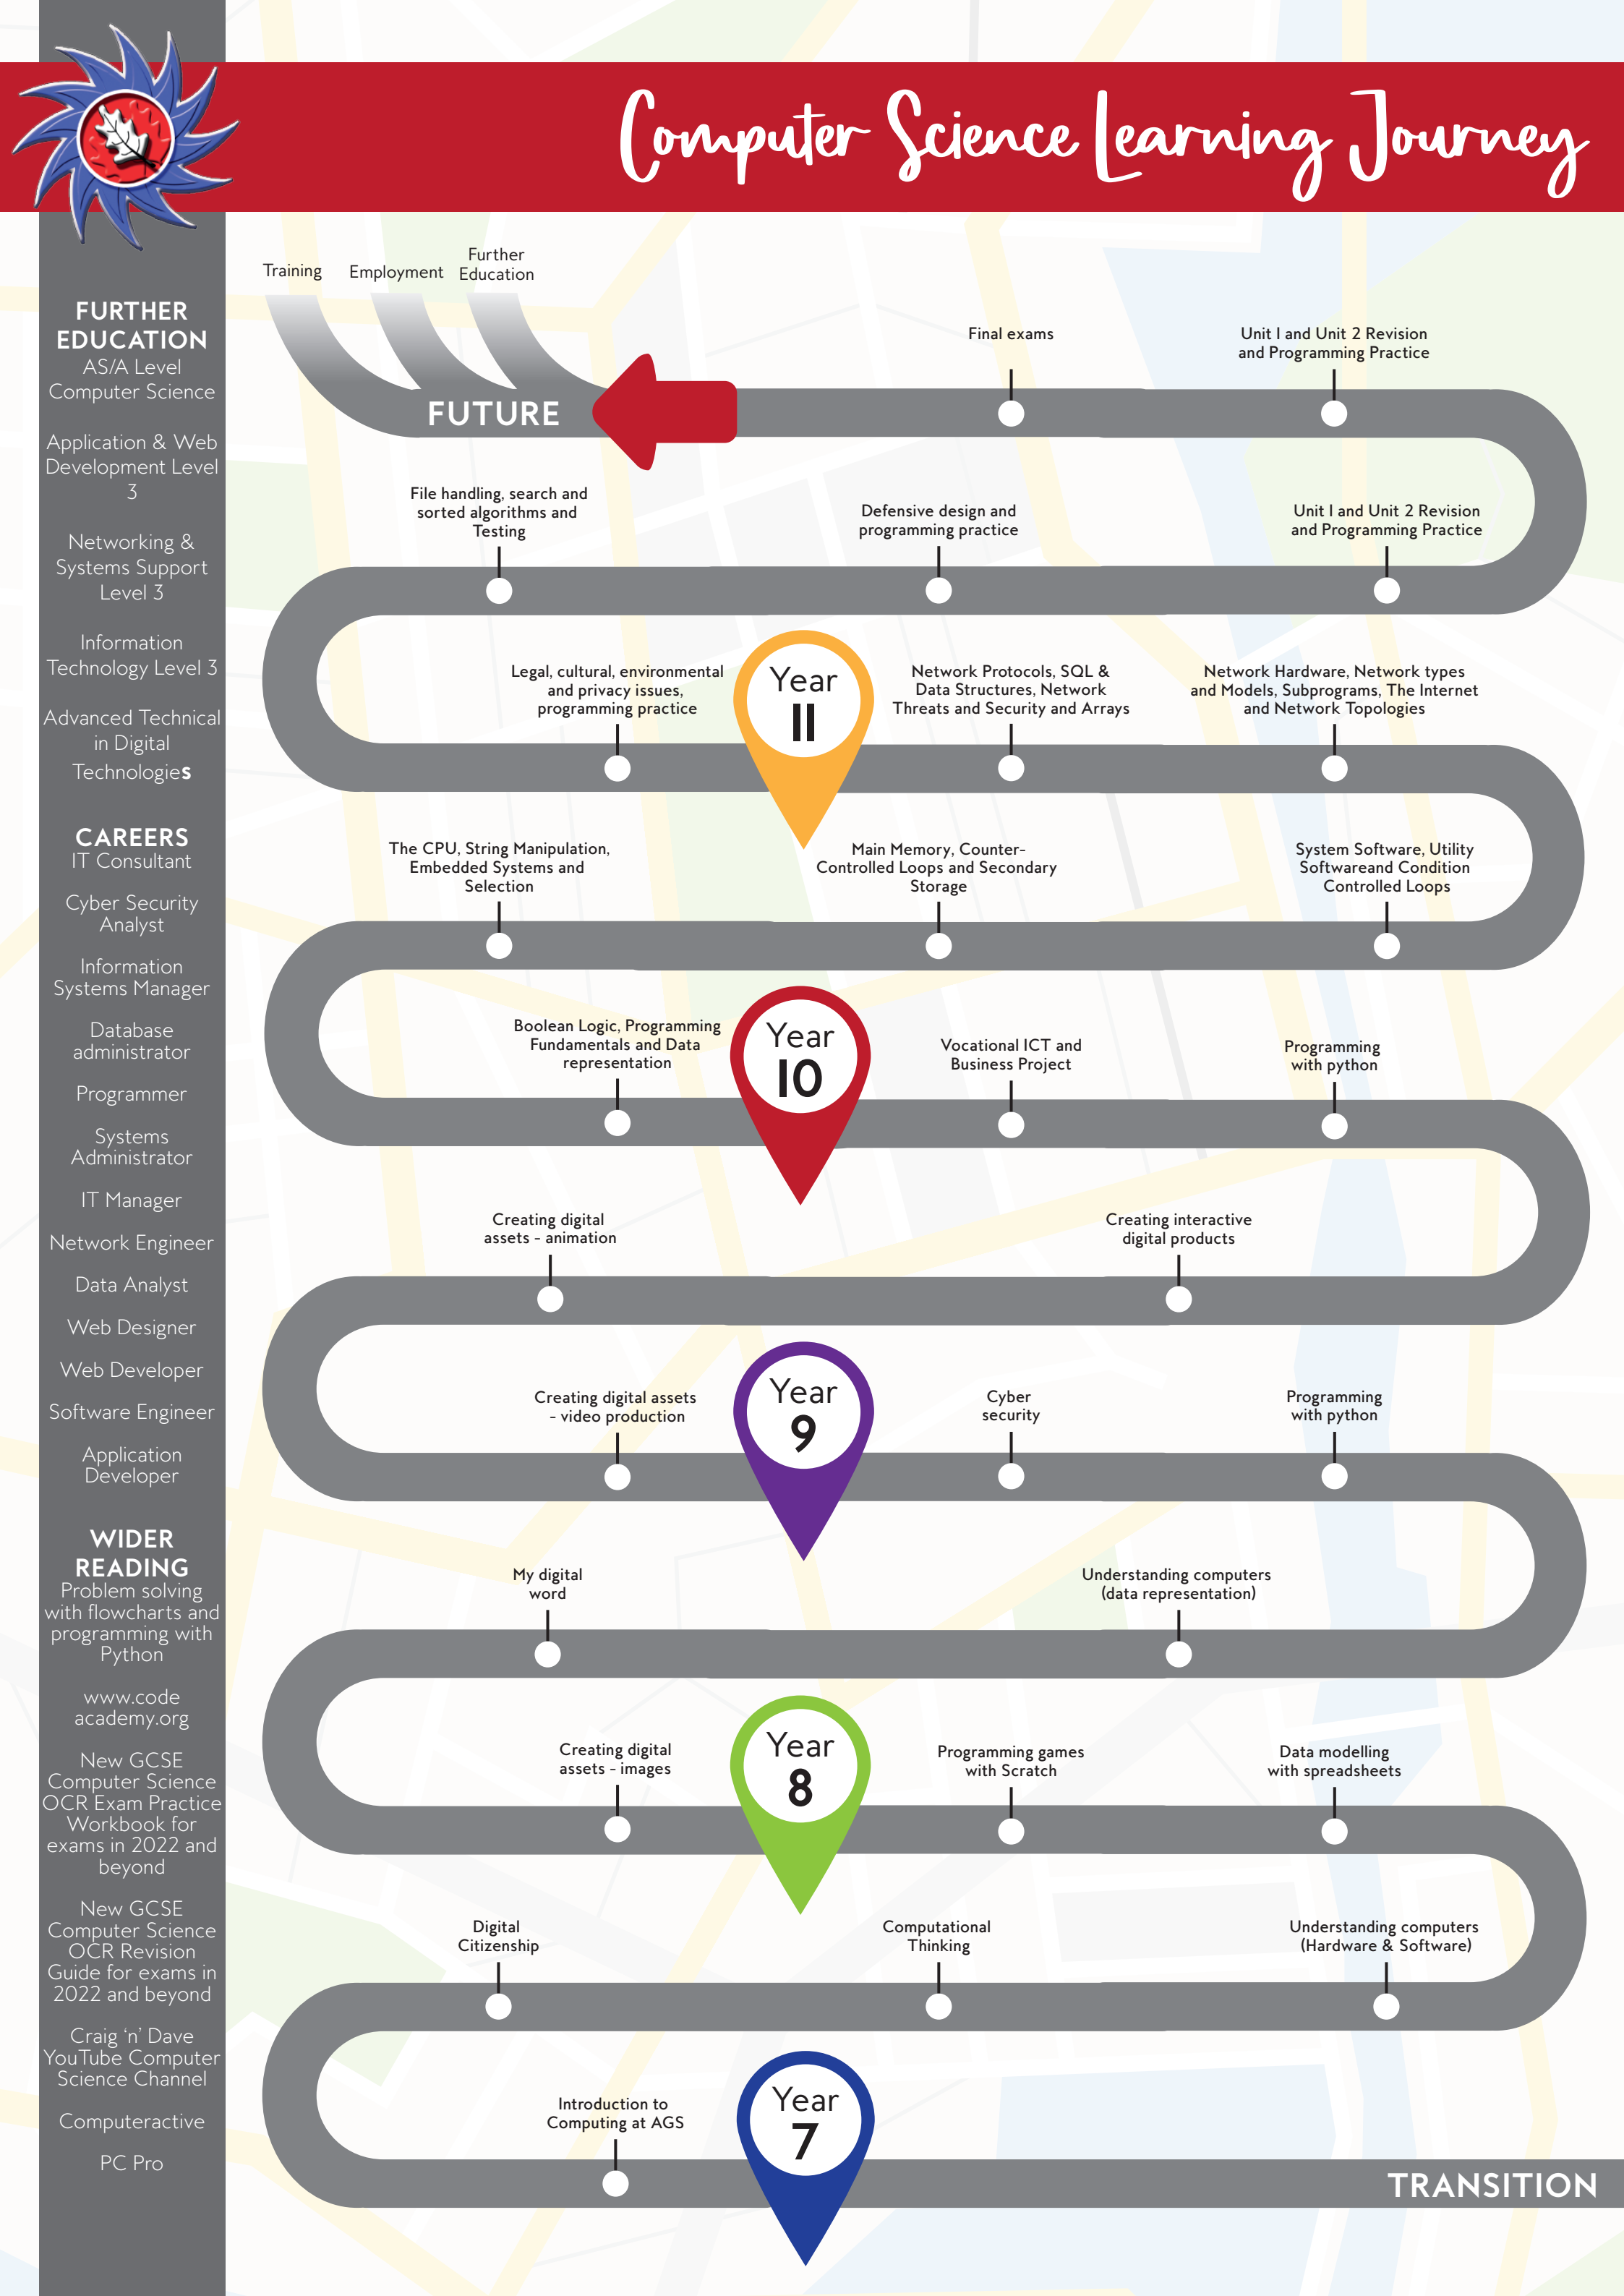 Computer Science Learning Journey
FURTHER
EDUCATION
AS/A Level
Computer Science
Application & Web
Development Level
3
Networking &
Systems Support
Level 3
Information
Technology Level 3
Advanced Technical
in Digital
Technologies
CAREERS
IT Consultant
Cyber Security
Analyst
Information
Systems Manager
Database
administrator
Programmer
Systems
Administrator
IT Manager
Network Engineer
Data Analyst
Web Designer
Web Developer
Software Engineer
Application
Developer
WIDER
READING
Problem solving
with flowcharts and
programming with
Python
www.code
academy.org
New GCSE
Computer Science
OCR Exam Practice
Workbook for
exams in 2022 and
beyond
New GCSE
Computer Science
OCR Revision
Guide for exams in
2022 and beyond
Craig ‘n’ Dave
YouTube Computer
Science Channel
Computeractive
PC Pro
Training
Employment
Further
Education
FUTURE
Final exams
Unit 1 and Unit 2 Revision
and Programming Practice
File handling, search and
sorted algorithms and
Testing
Defensive design and
programming practice
Unit 1 and Unit 2 Revision
and Programming Practice
Legal, cultural, environmental
and privacy issues,
programming practice
Year
11
Network Protocols, SQL &
Data Structures, Network
Threats and Security and Arrays
Network Hardware, Network types
and Models, Subprograms, The Internet
and Network Topologies
The CPU, String Manipulation,
Embedded Systems and
Selection
Main Memory, Counter-
Controlled Loops and Secondary
Storage
System Software, Utility
Softwareand Condition
Controlled Loops
Boolean Logic, Programming
Fundamentals and Data
representation
Year
10
Vocational ICT and
Business Project
Programming
with python
Creating digital
assets - animation
Creating interactive
digital products
Creating digital assets
- video production
Year
9
Cyber
security
Programming
with python
My digital
word
Understanding computers
(data representation)
Creating digital
assets - images
Year
8
Programming games
with Scratch
Data modelling
with spreadsheets
Digital
Citizenship
Computational
Thinking
Understanding computers
(Hardware & Software)
Introduction to
Computing at AGS
Year
7
TRANSITION